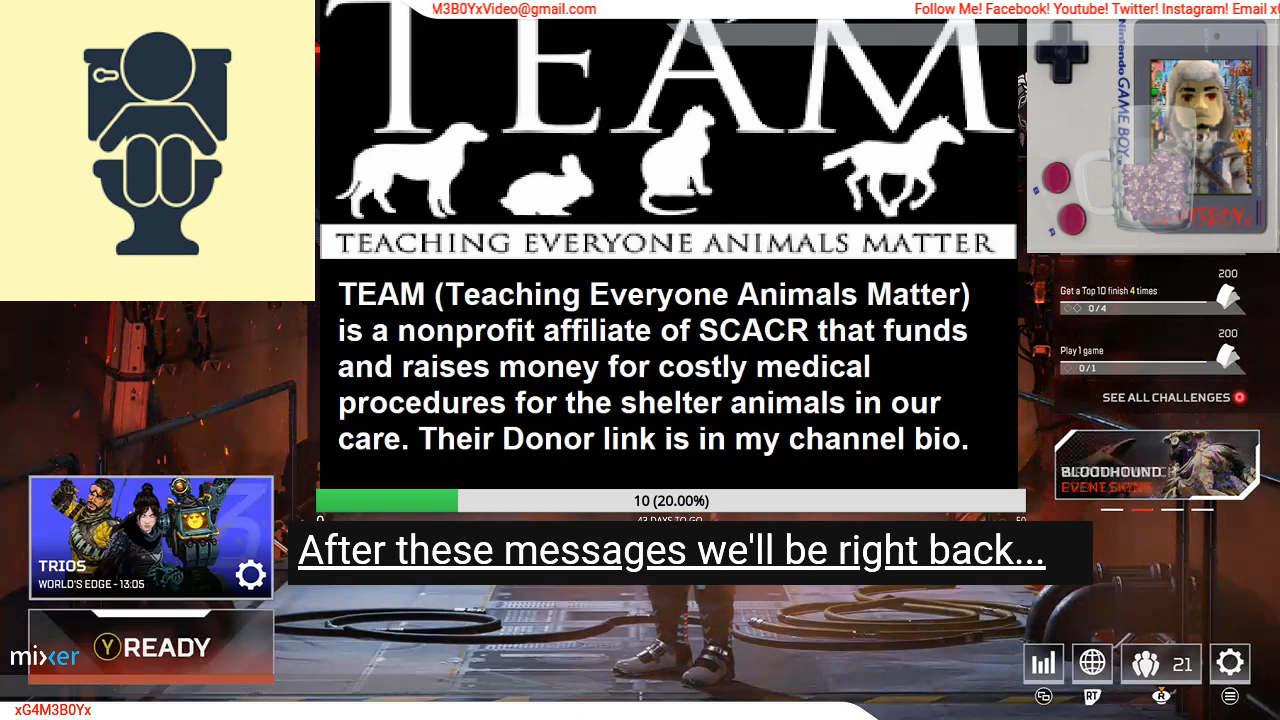 M3B0YxVideo@gmail.com
Follow Me! Facebook! Youtube! Twitter! Instagram! Email
TEAM
TEACHING EVERYONE ANIMALS MATTER
TEAM (Teaching Everyone Animals Matter)
is a nonprofit affiliate of SCACR that funds
and raises money for costly medical
procedures for the shelter animals in our
care. Their Donor link is in my channel bio.
10 (20.00%)
0
43 DAYS TO GO
50
After these messages we'll be right back...
Nintendo GAME BOY
200
Get a Top 10 finish 4 times
0/4
200
Play 1 game
0/1
SEE ALL CHALLENGES
BLOODHOUND
EVENT SKINS
TRIOS
WORLD'S EDGE - 13:05
Y READY
mixer
21
RT
R
xG4M3B0Yx